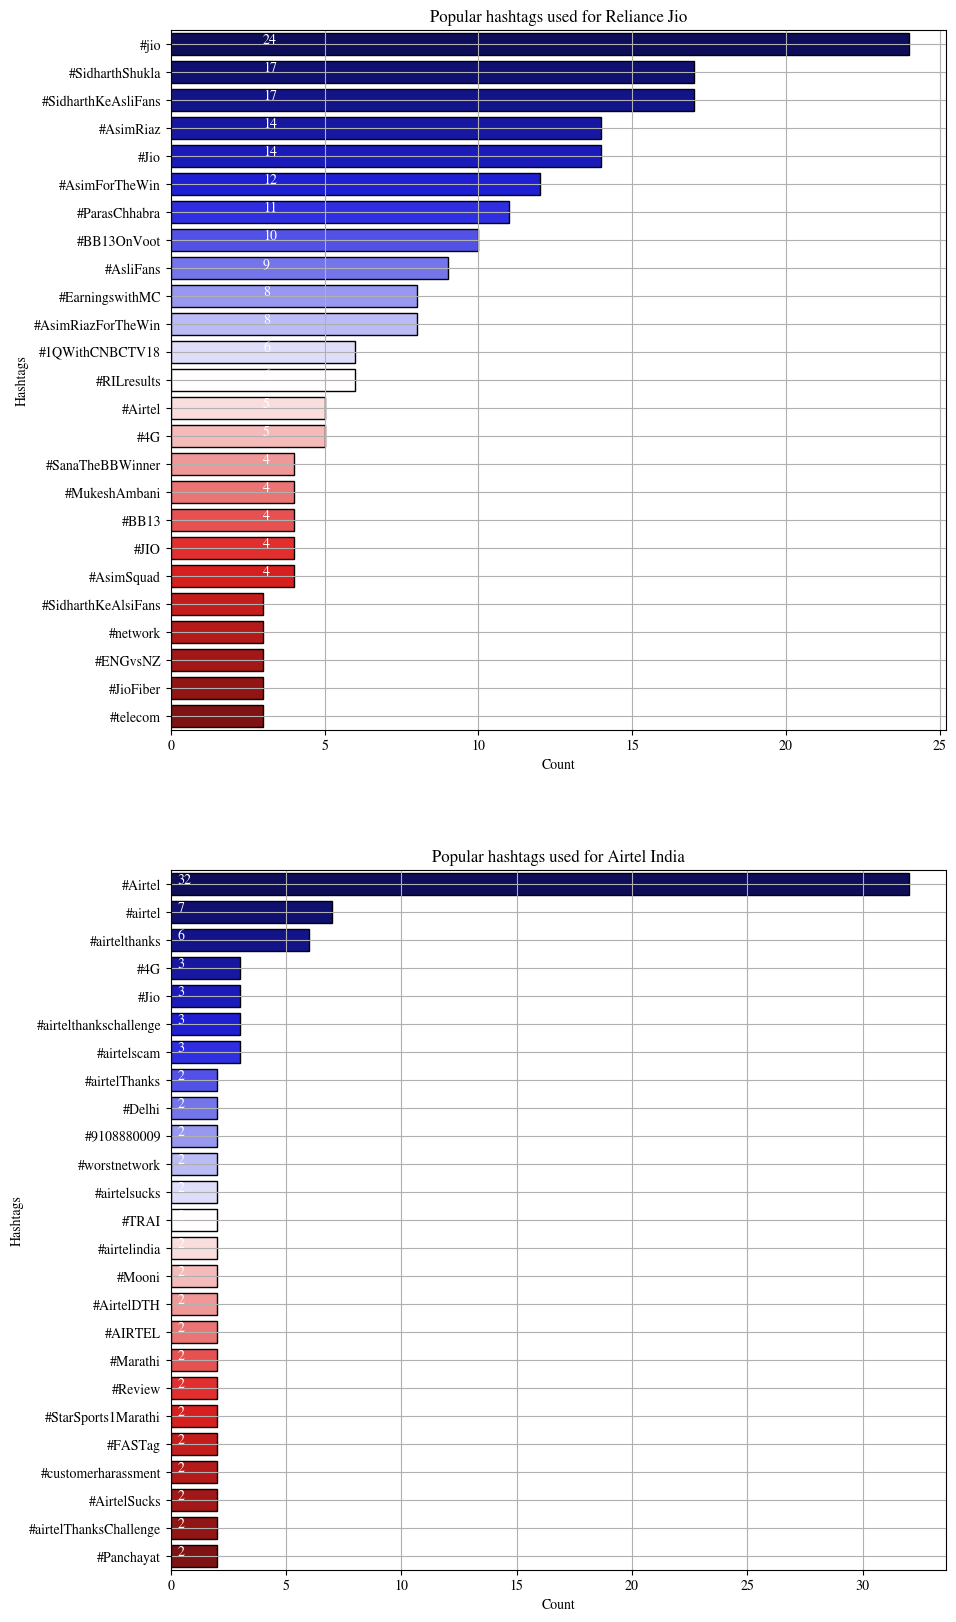 Popular hashtags used for Reliance Jio
#jio 24
#SidharthShukla 17
#SidharthKeAsliFans 17
#AsimRiaz 14
#Jio 14
#AsimForTheWin 12
#ParasChhabra 11
#BB13OnVoot 10
#AsliFans 9
#EarningswithMC 8
#AsimRiazForTheWin 8
#1QWithCNBCTV18 6
#RILresults
#Airtel 5
#4G 5
#SanaTheBBWinner 4
#MukeshAmbani 4
#BB13 4
#JIO 4
#AsimSquad 4
#SidharthKeAlsiFans
#network
#ENGvsNZ
#JioFiber
#telecom
Hashtags
0 5 10 15 20 25
Count
Popular hashtags used for Airtel India
#Airtel 32
#airtel 7
#airtelthanks 6
#4G 3
#Jio 3
#airtelthankschallenge 3
#airtelscam 3
#airtelThanks 2
#Delhi 2
#9108880009 2
#worstnetwork 2
#airtelsucks 2
#TRAI
#airtelindia 2
#Mooni 2
#AirtelDTH 2
#AIRTEL 2
#Marathi 2
#Review 2
#StarSports1Marathi 2
#FASTag 2
#customerharassment 2
#AirtelSucks 2
#airtelThanksChallenge 2
#Panchayat 2
Hashtags
0 5 10 15 20 25 30
Count